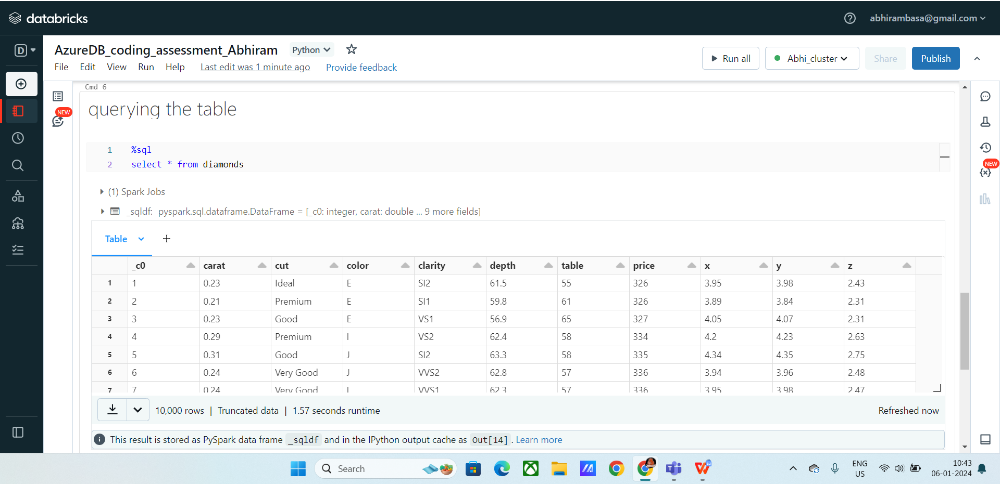 databricks
abhirambasa@gmail.com
D
AzureDB_coding_assessment_Abhiram Python
Run all Abhi_cluster Share Publish
File Edit View Run Help Last edit was 1 minute ago Provide feedback
Cmd 6
querying the table
NEW
1 %sql
2 select * from diamonds
NEW
(1) Spark Jobs
_sqldf: pyspark.sql.dataframe.DataFrame = [_c0: integer, carat: double ... 9 more fields]
Table +
_c0 carat cut color clarity depth table price x y z
1 1 0.23 Ideal E SI2 61.5 55 326 3.95 3.98 2.43
2 2 0.21 Premium E SI1 59.8 61 326 3.89 3.84 2.31
3 3 0.23 Good E VS1 56.9 65 327 4.05 4.07 2.31
4 4 0.29 Premium I VS2 62.4 58 334 4.2 4.23 2.63
5 5 0.31 Good J SI2 63.3 58 335 4.34 4.35 2.75
6 6 0.24 Very Good J VVS2 62.8 57 336 3.94 3.96 2.48
7 7 0.24 Very Good I VVS1 62.3 57 336 3.95 3.98 2.47
10,000 rows | Truncated data | 1.57 seconds runtime
Refreshed now
This result is stored as PySpark data frame _sqldf and in the IPython output cache as Out[14]. Learn more
Search
ENG
US
10:43
06-01-2024